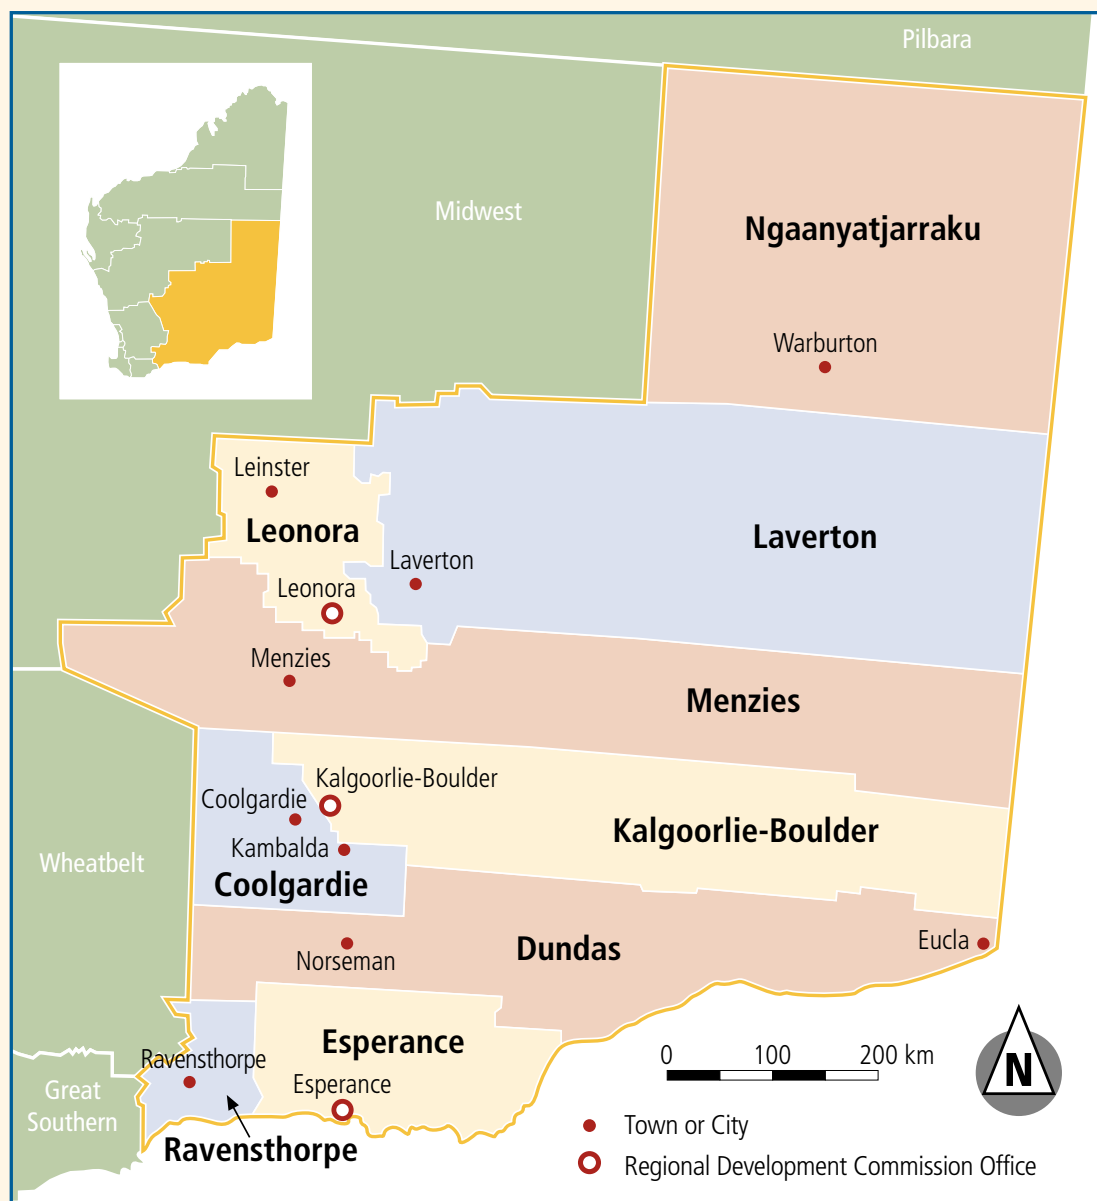 Pilbara
Midwest
Ngaanyatjarraku
Warburton
Leinster
Leonora
Laverton
Laverton
Leonora
Menzies
Menzies
Kalgoorlie-Boulder
Coolgardie
Kalgoorlie-Boulder
Kambalda
Wheatbelt
Coolgardie
Eucla
Dundas
Norseman
Esperance
Ravensthorpe
0 100 200 km
N
Great
Southern
Esperance
Town or City
Ravensthorpe
Regional Development Commission Office